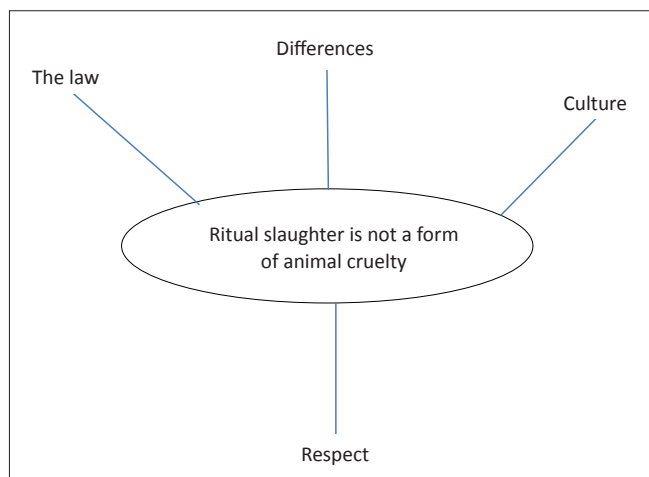 Differences
The law
Culture
Ritual slaughter is not a form
of animal cruelty
Respect